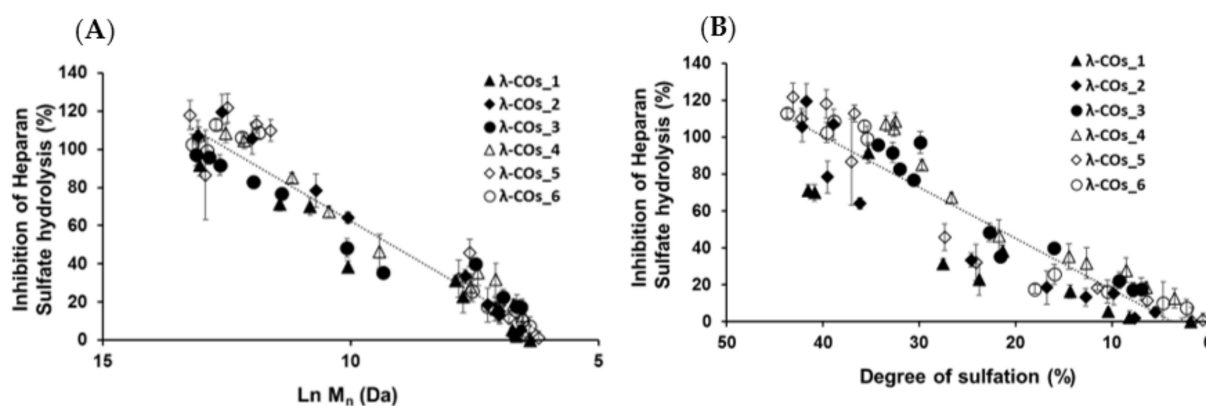 (A)
Inhibition of Heparan
Sulfate hydrolysis (%)
140
120
100
80
60
40
20
0
15
10
5
Ln Mn (Da)
λ-COs_1
λ-COs_2
λ-COs_3
λ-COs_4
λ-COs_5
λ-COs_6
(B)
Inhibition of Heparan
Sulfate hydrolysis (%)
140
120
100
80
60
40
20
0
50
40
30
20
10
0
Degree of sulfation (%)
λ-COs_1
λ-COs_2
λ-COs_3
λ-COs_4
λ-COs_5
λ-COs_6